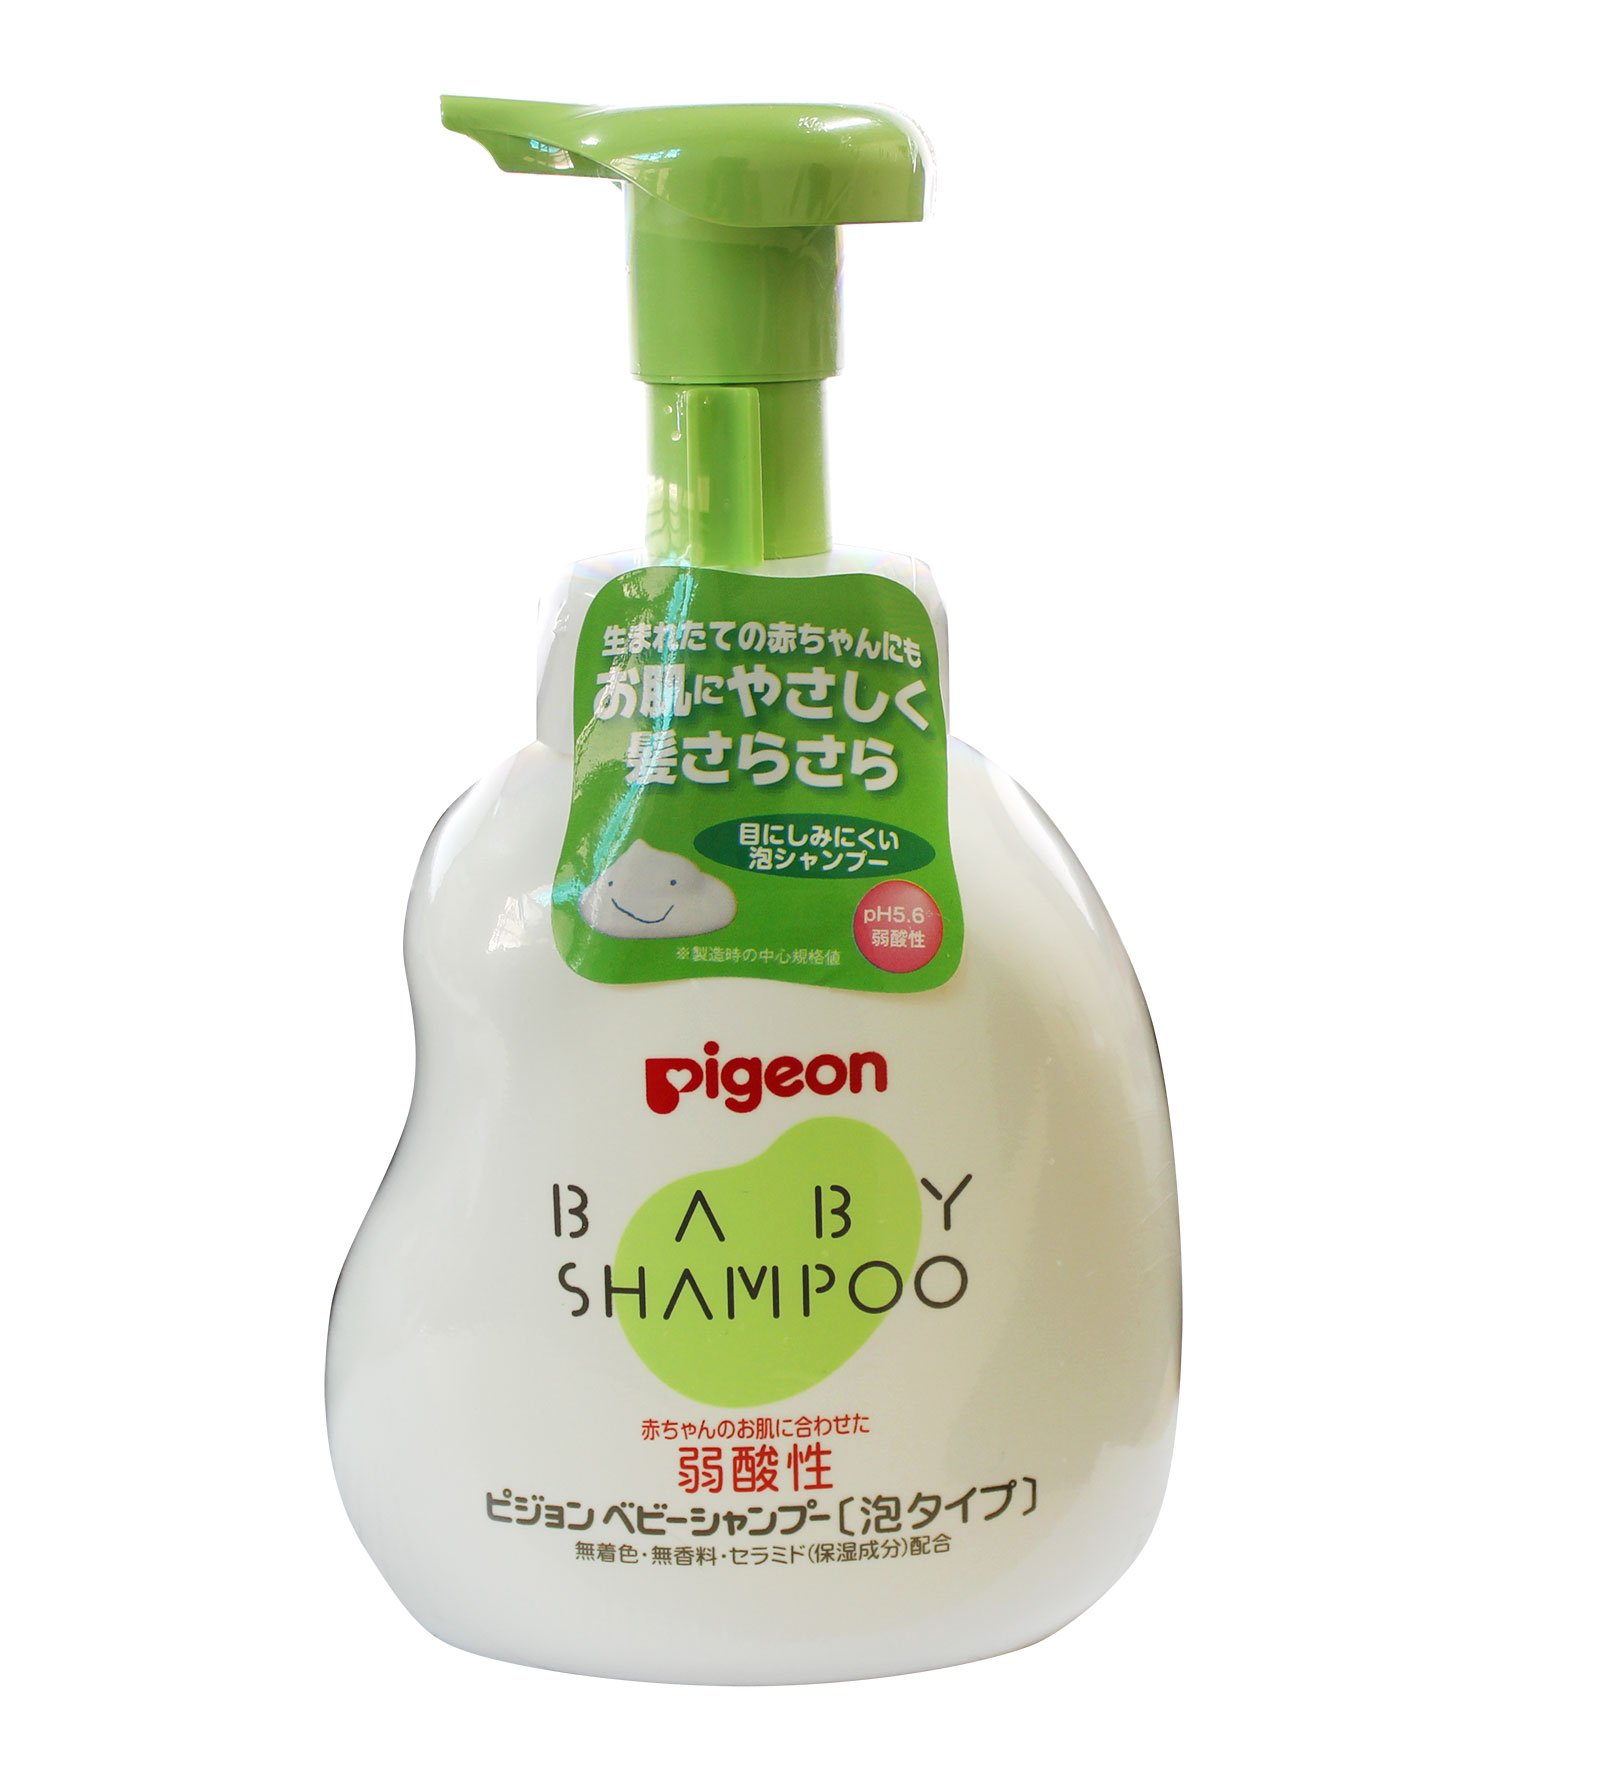 生まれたての赤ちゃんにも
お肌にやさしく
髪さらさら
目にしみにくい
泡シャンプー
pH5.6
弱酸性
※製造時の中心規格値
pigeon
BABY
SHAMPOO
赤ちゃんのお肌に合わせた
弱酸性
ピジョン ベビーシャンプー〔泡タイプ〕
無着色・無香料・セラミド(保湿成分)配合